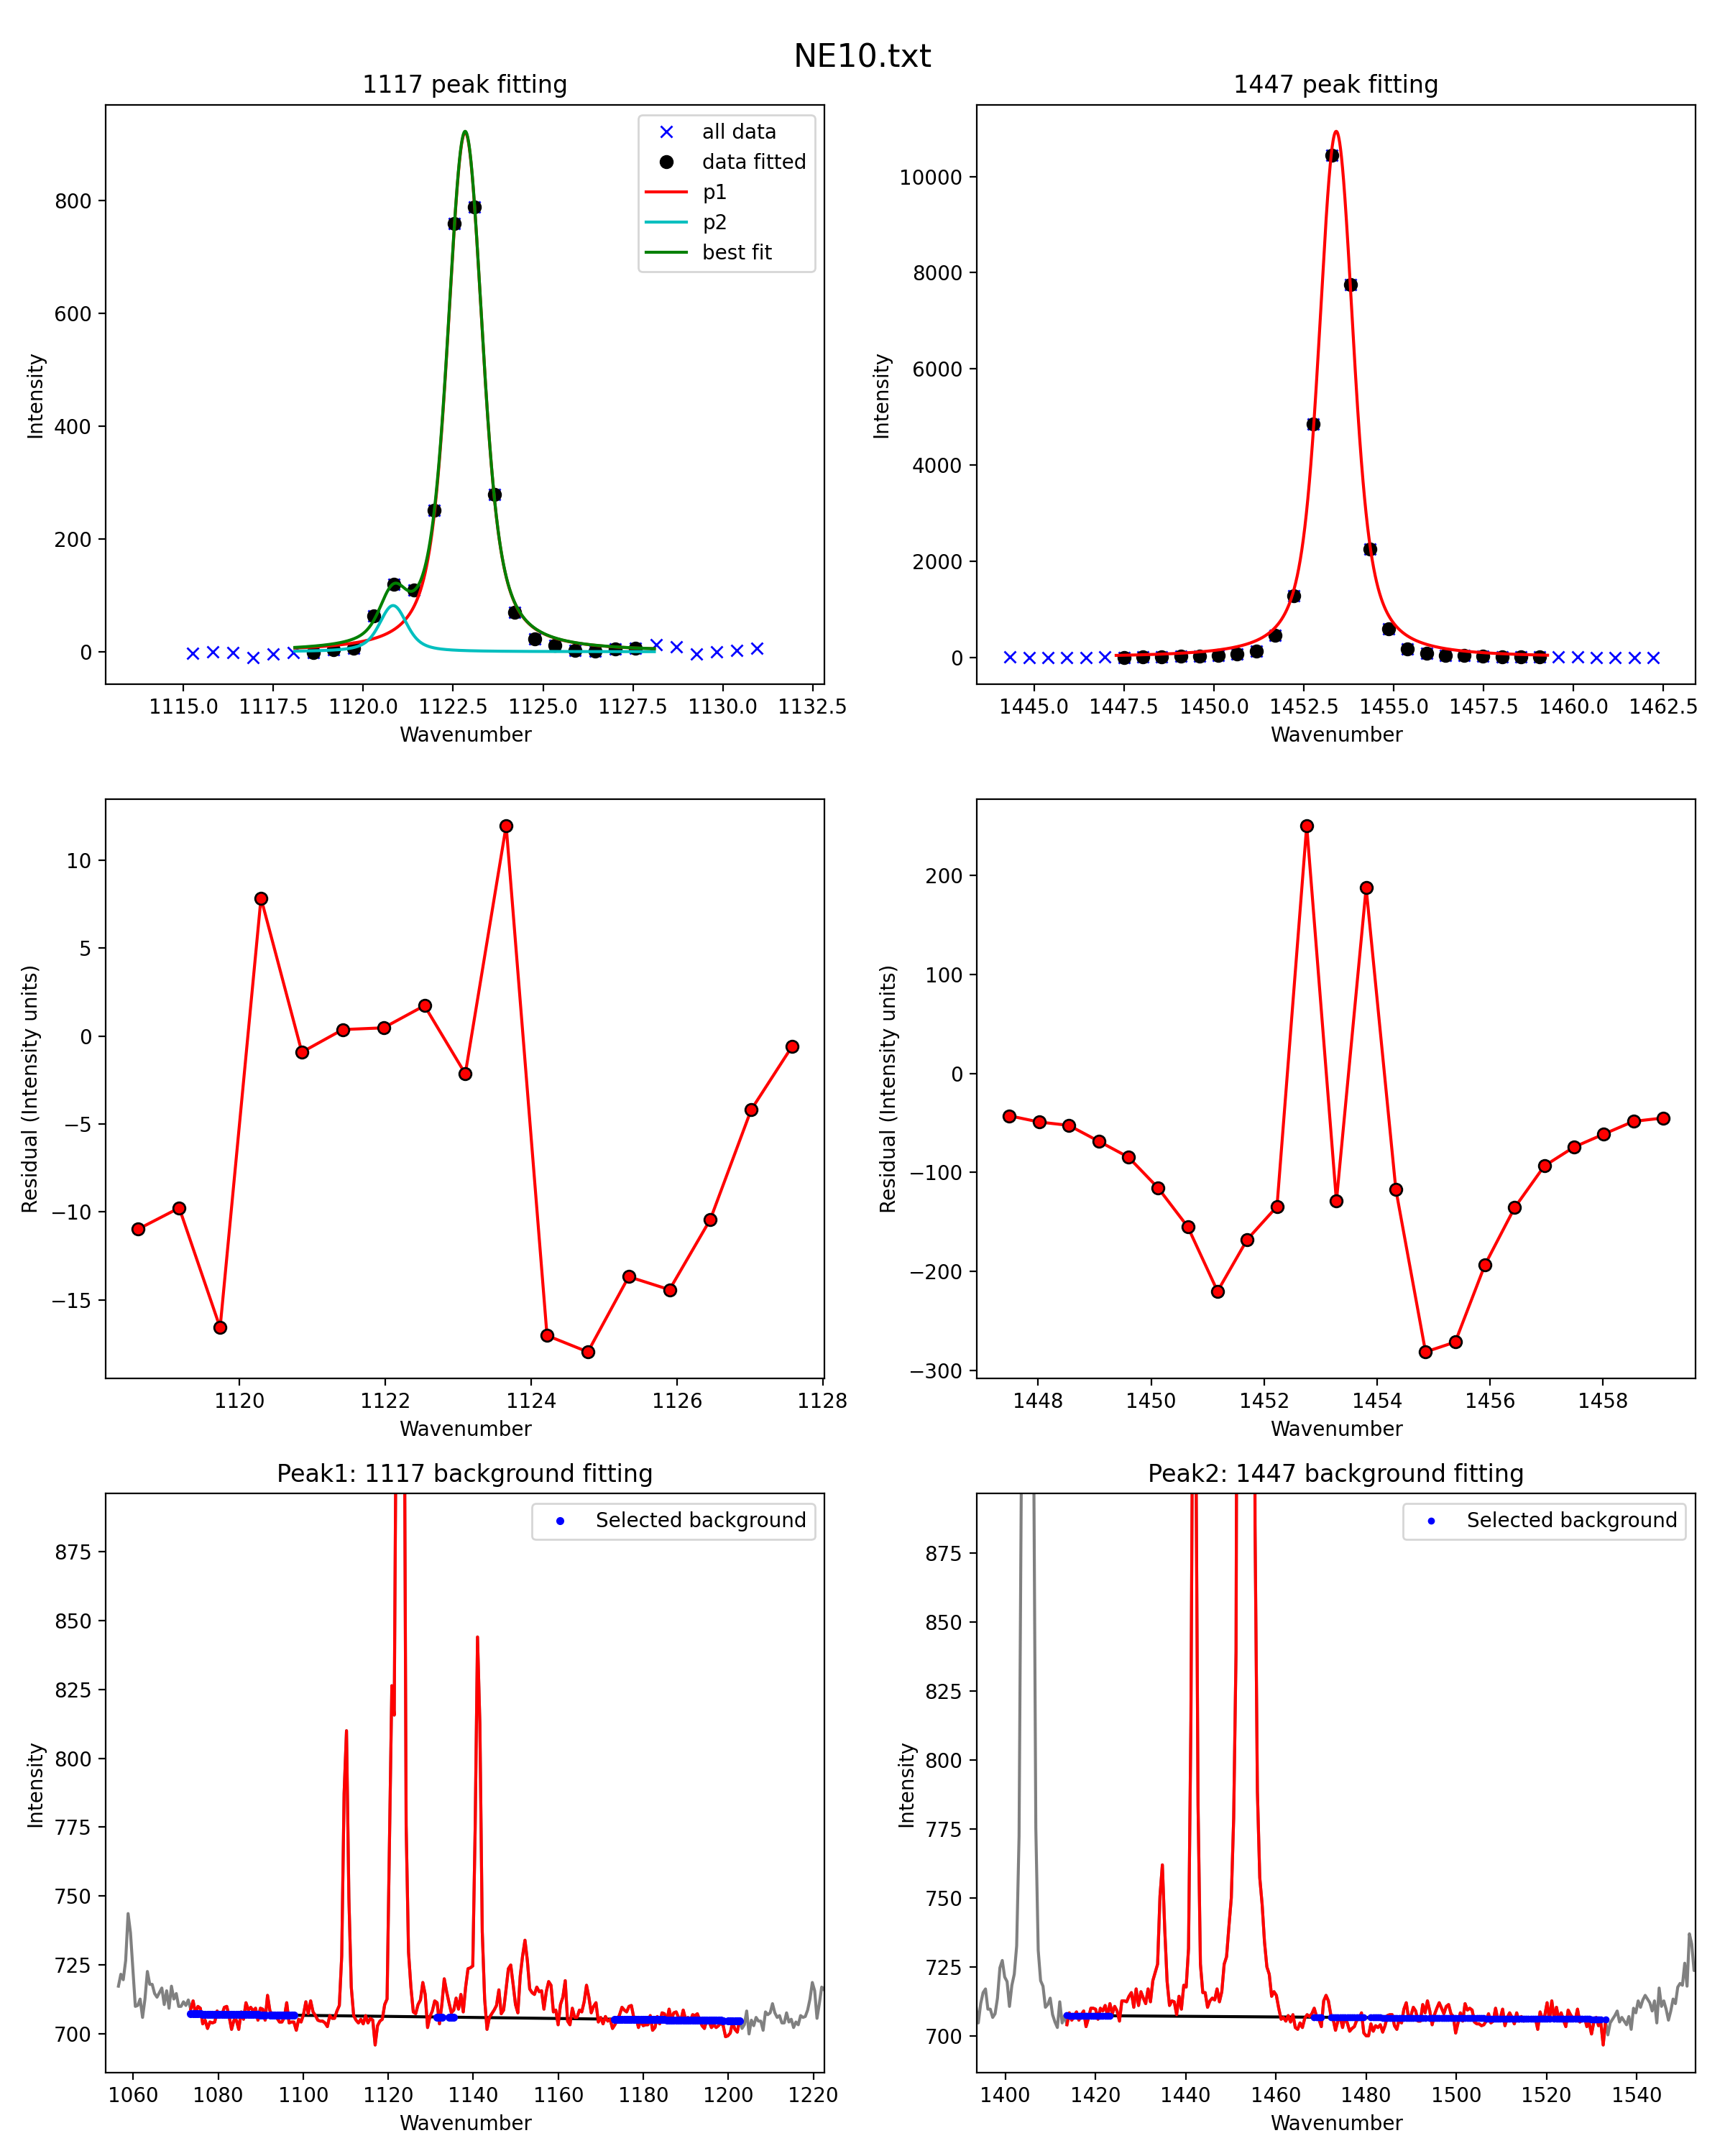 NE10.txt
1117 peak fitting
all data
data fitted
p1
p2
best fit
800
600
400
200
0
Intensity
1115.0 1117.5 1120.0 1122.5 1125.0 1127.5 1130.0 1132.5
Wavenumber
1447 peak fitting
10000
8000
6000
4000
2000
0
Intensity
1445.0 1447.5 1450.0 1452.5 1455.0 1457.5 1460.0 1462.5
Wavenumber
10
5
0
−5
−10
−15
Residual (Intensity units)
1120 1122 1124 1126 1128
Wavenumber
200
100
0
−100
−200
−300
Residual (Intensity units)
1448 1450 1452 1454 1456 1458
Wavenumber
Peak1: 1117 background fitting
Selected background
875
850
825
800
775
750
725
700
Intensity
1060 1080 1100 1120 1140 1160 1180 1200 1220
Wavenumber
Peak2: 1447 background fitting
Selected background
875
850
825
800
775
750
725
700
Intensity
1400 1420 1440 1460 1480 1500 1520 1540
Wavenumber